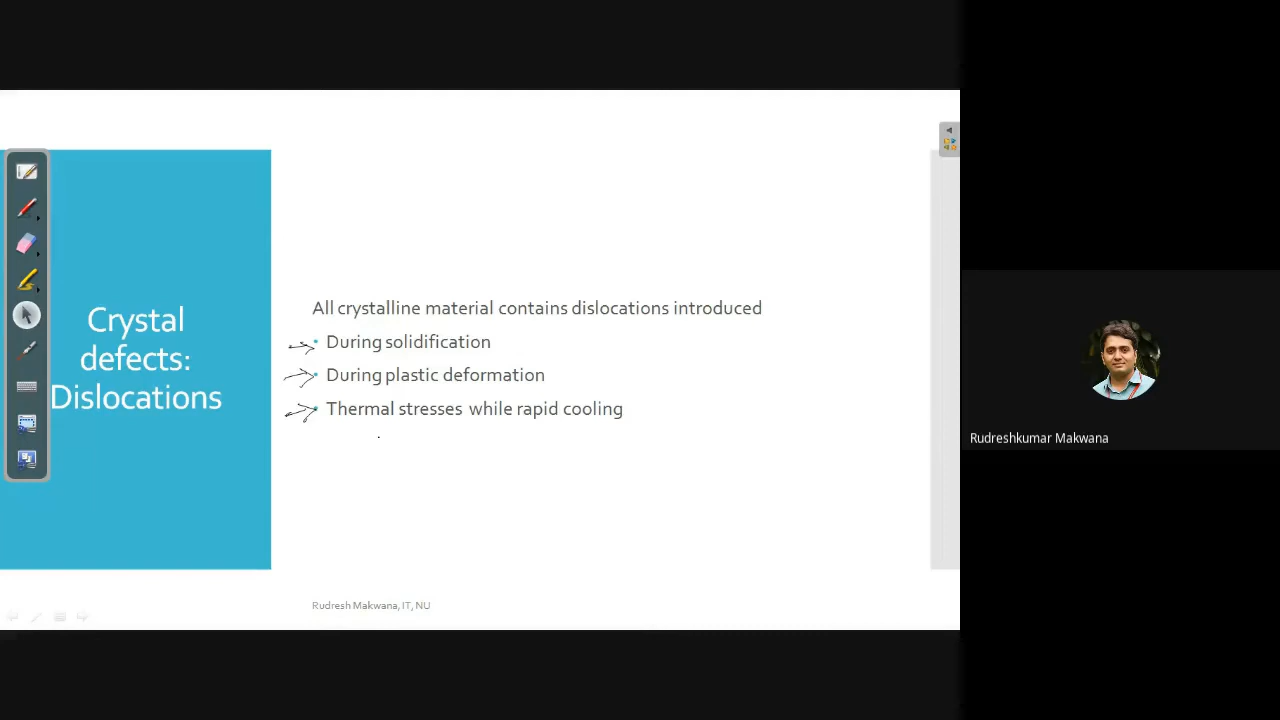 Crystal
defects:
Dislocations
All crystalline material contains dislocations introduced
• During solidification
• During plastic deformation
• Thermal stresses while rapid cooling
Rudresh Makwana, IT, NU
Rudreshkumar Makwana